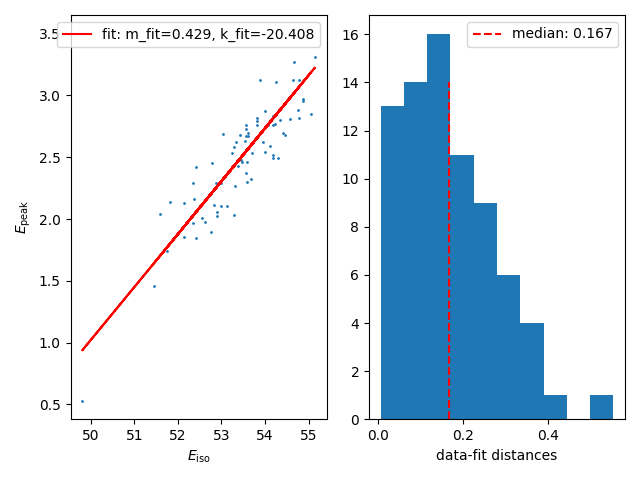 fit: m_fit=0.429, k_fit=-20.408
3.5
3.0
2.5
2.0
1.5
1.0
0.5
E_peak
50 51 52 53 54 55
E_iso
median: 0.167
16
14
12
10
8
6
4
2
0
0.0 0.2 0.4
data-fit distances